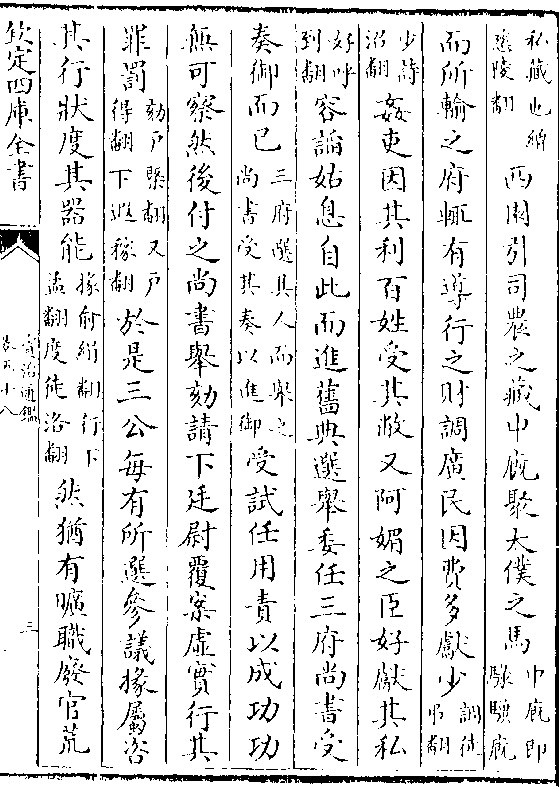 私藏也繒慈陵翻西園引司農之藏中廏聚太僕之馬中廏即騄驥廏
而所輸之府輒有導行之財調廣民因費多獻少調徒弔翻
少詩沼翻姦吏因其利百姓受其敝又阿媚之臣好獻其私
好呼到翻容諂姑息自此而進舊典選舉委任三府尚書受
奏御而已三府選其人而舉之尚書受其奏以進御受試任用責以成功功
無可察然後付之尚書舉劾請下廷尉覆案虛實行其
罪罰劾戶槩翻又戶得翻下遐稼翻於是三公每有所選參議掾屬咨
其行狀度其器能掾俞絹翻行下孟翻度徒洛翻然猶有曠職廢官荒
欽定四庫全書
資治通鑑
卷五十八
三